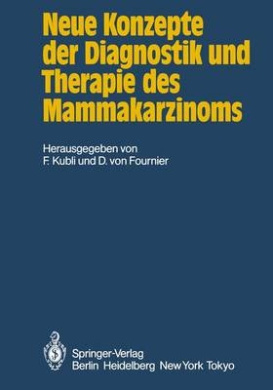 Neue Konzepte
der Diagnostik und
Therapie des
Mammakarzinoms
Herausgegeben von
F. Kubli und D. von Fournier
Springer-Verlag
Berlin Heidelberg New York Tokyo